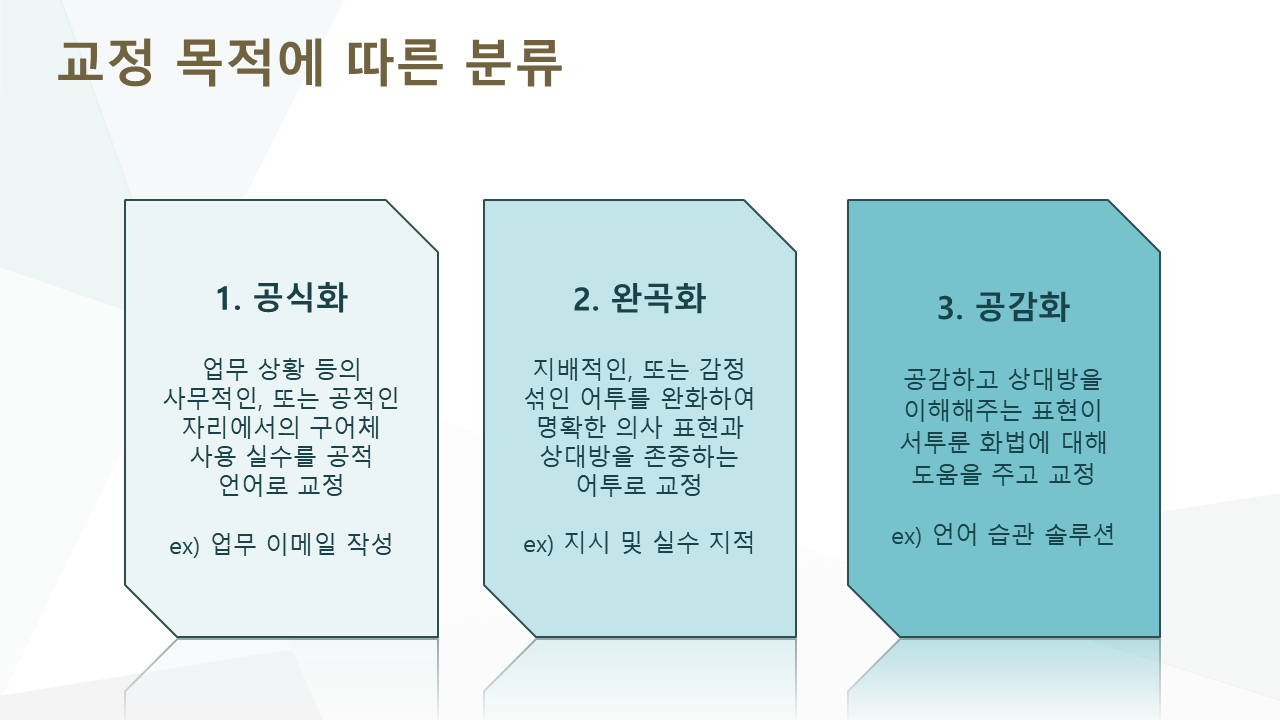 교정 목적에 따른 분류
1. 공식화
업무 상황 등의
사무적인, 또는 공적인
자리에서의 구어체
사용 실수를 공적
언어로 교정
ex) 업무 이메일 작성
2. 완곡화
지배적인, 또는 감정
섞인 어투를 완화하여
명확한 의사 표현과
상대방을 존중하는
어투로 교정
ex) 지시 및 실수 지적
3. 공감화
공감하고 상대방을
이해해주는 표현이
서투룬 화법에 대해
도움을 주고 교정
ex) 언어 습관 솔루션